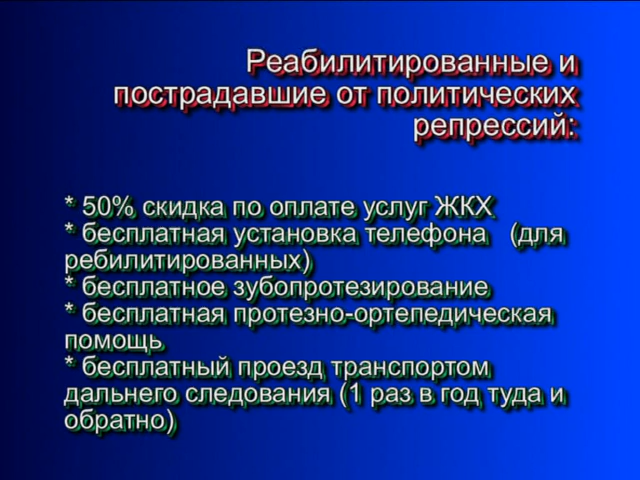 Реабилитированные и
пострадавшие от политических
репрессий:
* 50% скидка по оплате услуг ЖКХ
* бесплатная установка телефона (для
ребилитированных)
* бесплатное зубопротезирование
* бесплатная протезно-ортепедическая
помощь
* бесплатный проезд транспортом
дальнего следования (1 раз в год туда и
обратно)